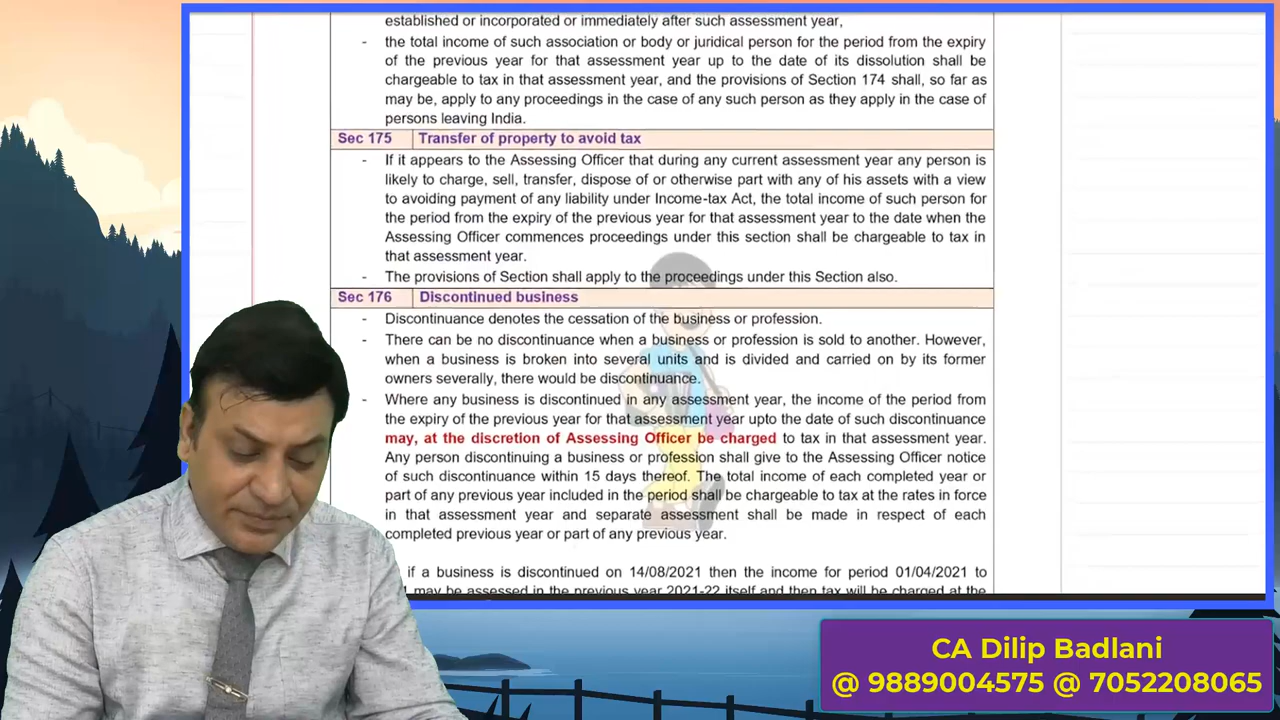 established or incorporated or immediately after such assessment year,
- the total income of such association or body or juridical person for the period from the expiry
of the previous year for that assessment year up to the date of its dissolution shall be
chargeable to tax in that assessment year, and the provisions of Section 174 shall, so far as
may be, apply to any proceedings in the case of any such person as they apply in the case of
persons leaving India.
Sec 175 Transfer of property to avoid tax
- If it appears to the Assessing Officer that during any current assessment year any person is
likely to charge, sell, transfer, dispose of or otherwise part with any of his assets with a view
to avoiding payment of any liability under Income-tax Act, the total income of such person for
the period from the expiry of the previous year for that assessment year to the date when the
Assessing Officer commences proceedings under this section shall be chargeable to tax in
that assessment year.
- The provisions of Section shall apply to the proceedings under this Section also.
Sec 176 Discontinued business
- Discontinuance denotes the cessation of the business or profession.
- There can be no discontinuance when a business or profession is sold to another. However,
when a business is broken into several units and is divided and carried on by its former
owners severally, there would be discontinuance.
- Where any business is discontinued in any assessment year, the income of the period from
the expiry of the previous year for that assessment year upto the date of such discontinuance
may, at the discretion of Assessing Officer be charged to tax in that assessment year.
Any person discontinuing a business or profession shall give to the Assessing Officer notice
of such discontinuance within 15 days thereof. The total income of each completed year or
part of any previous year included in the period shall be chargeable to tax at the rates in force
in that assessment year and separate assessment shall be made in respect of each
completed previous year or part of any previous year.
if a business is discontinued on 14/08/2021 then the income for period 01/04/2021 to
may be assessed in the previous year 2021-22 itself and then tax will be charged at the
CA Dilip Badlani
@ 9889004575 @ 7052208065